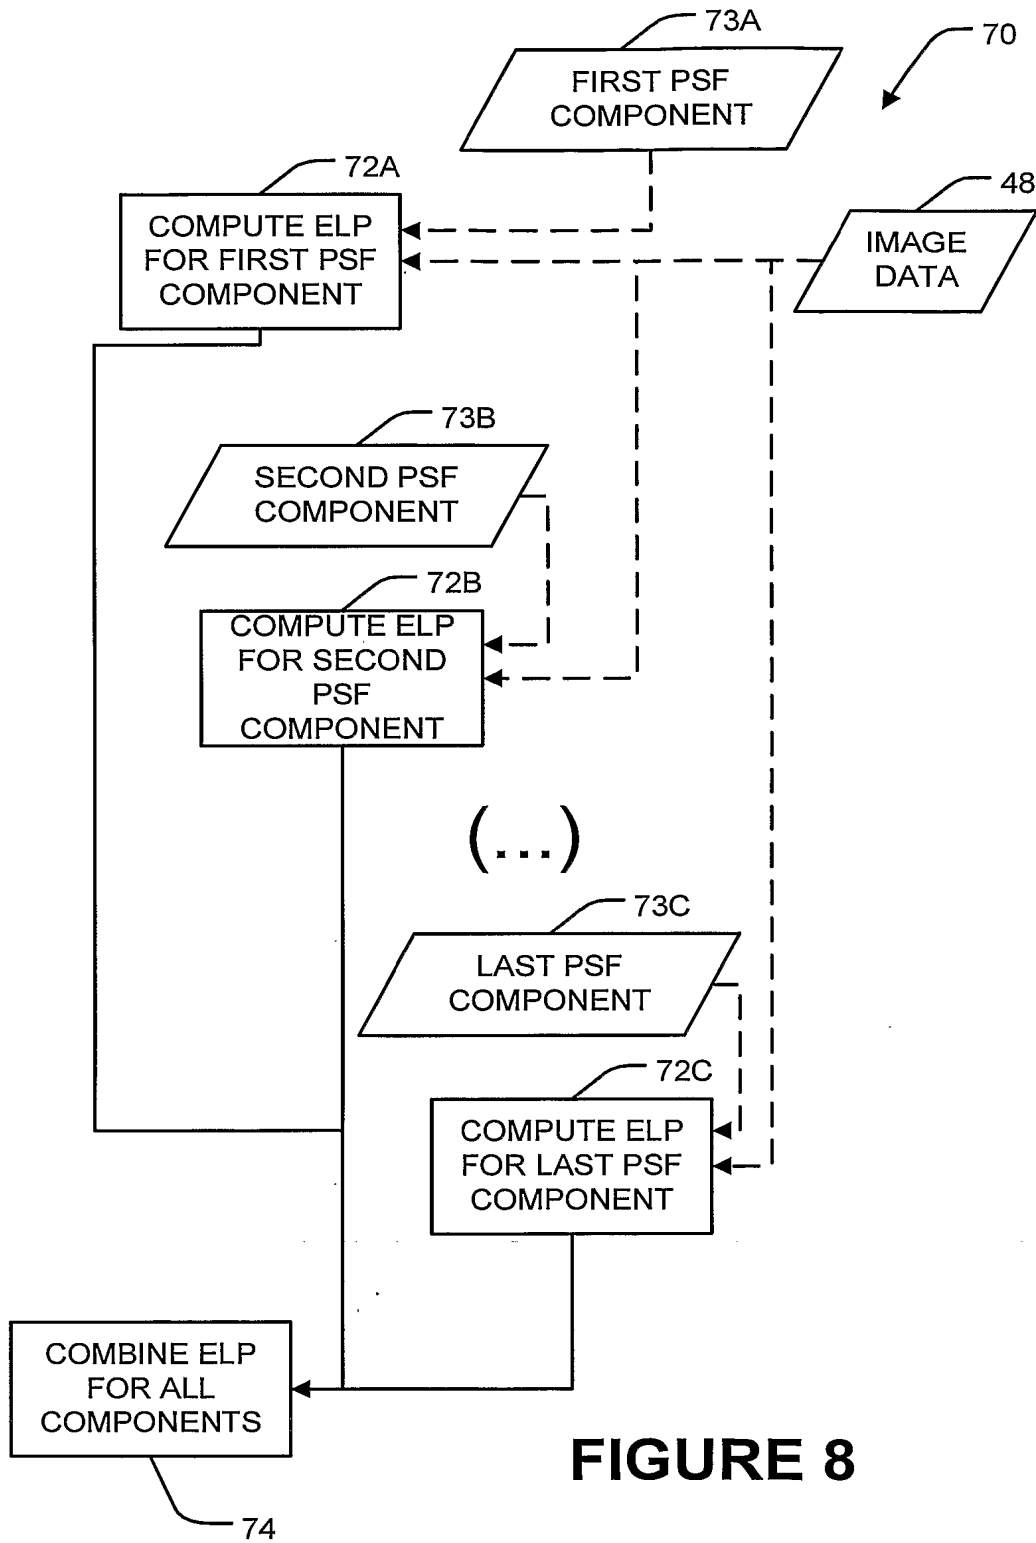 73A
70
FIRST PSF
COMPONENT
72A
48
COMPUTE ELP
FOR FIRST PSF
COMPONENT
IMAGE
DATA
73B
SECOND PSF
COMPONENT
72B
COMPUTE ELP
FOR SECOND
PSF
COMPONENT
(...)
73C
LAST PSF
COMPONENT
72C
COMPUTE ELP
FOR LAST PSF
COMPONENT
COMBINE ELP
FOR ALL
COMPONENTS
FIGURE 8
74